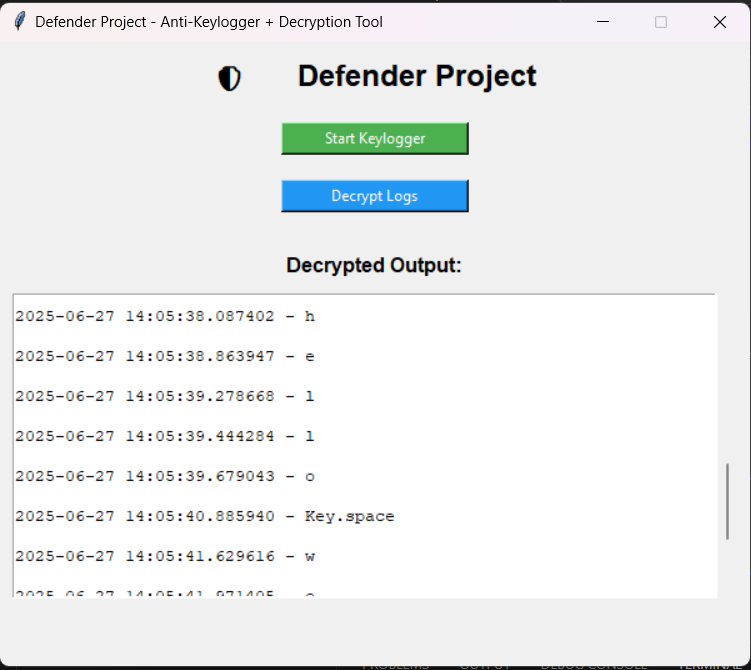 Defender Project - Anti-Keylogger + Decryption Tool
Defender Project
Start Keylogger
Decrypt Logs
Decrypted Output:
2025-06-27 14:05:38.087402 - h
2025-06-27 14:05:38.863947 - e
2025-06-27 14:05:39.278668 - l
2025-06-27 14:05:39.444284 - l
2025-06-27 14:05:39.679043 - o
2025-06-27 14:05:40.885940 - Key.space
2025-06-27 14:05:41.629616 - w